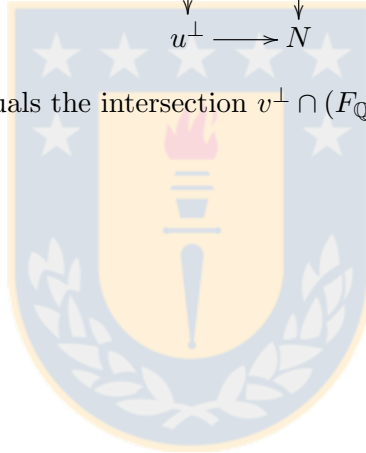 u^⊥ ⟶ N
uals the intersection v^⊥ ∩ (F_ℚ